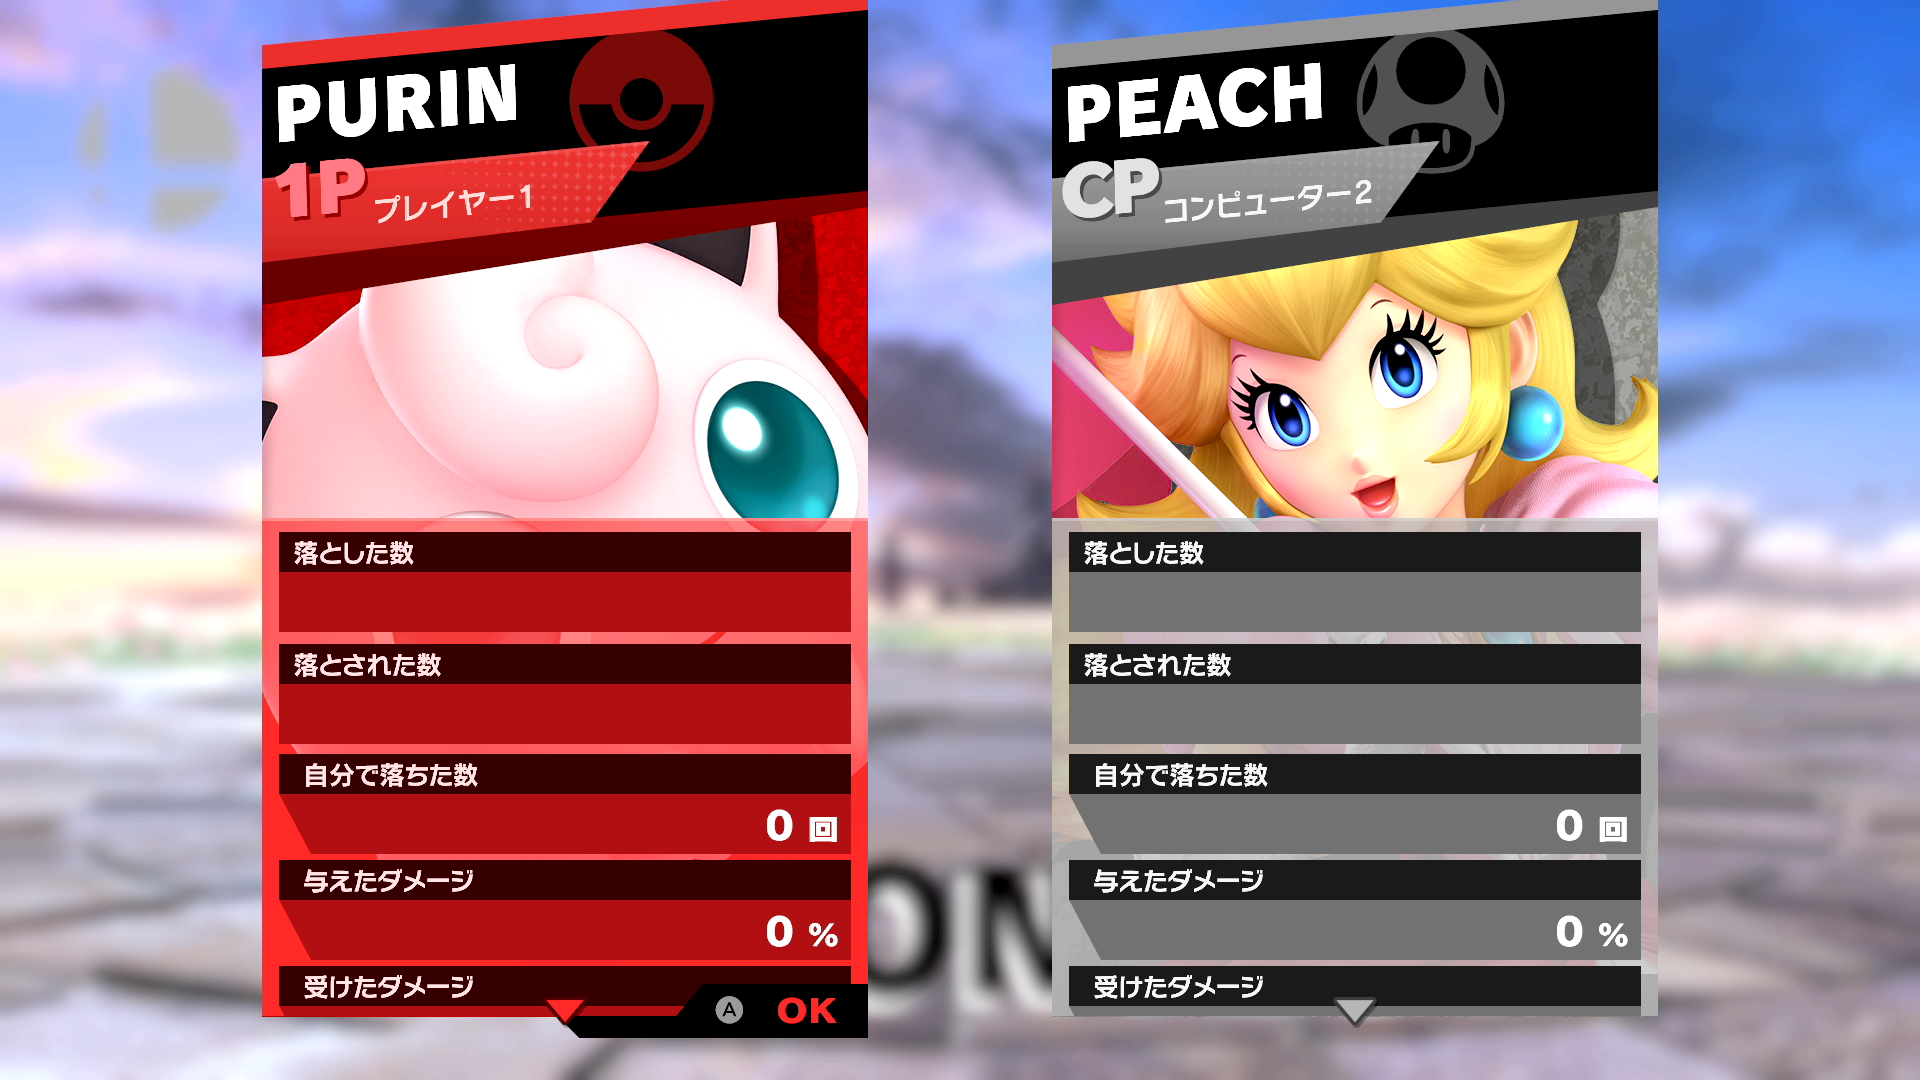 PURIN
1P プレイヤー1
落とした数
落とされた数
自分で落ちた数
0 回
与えたダメージ
0 %
受けたダメージ
A OK
PEACH
CP コンピューター2
落とした数
落とされた数
自分で落ちた数
0 回
与えたダメージ
0 %
受けたダメージ
ON